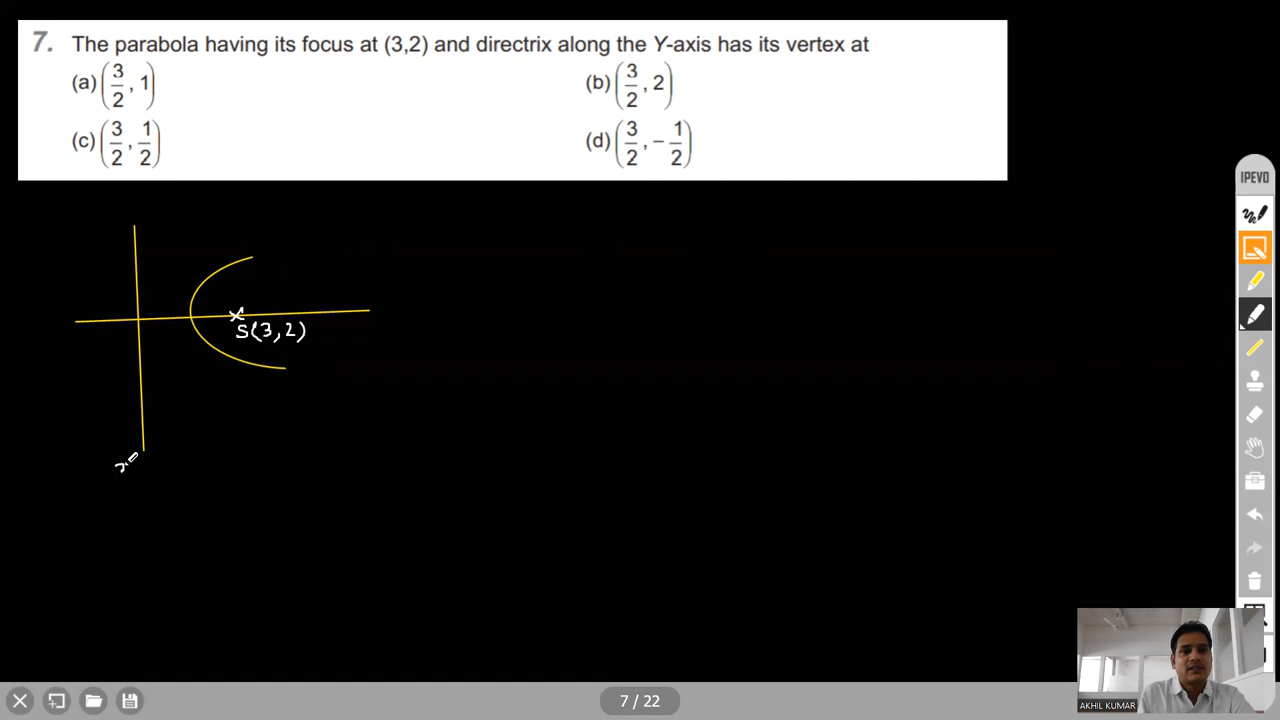 7. The parabola having its focus at (3,2) and directrix along the Y-axis has its vertex at
(a) (3/2, 1) (b) (3/2, 2)
(c) (3/2, 1/2) (d) (3/2, -1/2)
IPEVO
S(3,2)
7 / 22
AKHIL KUMAR